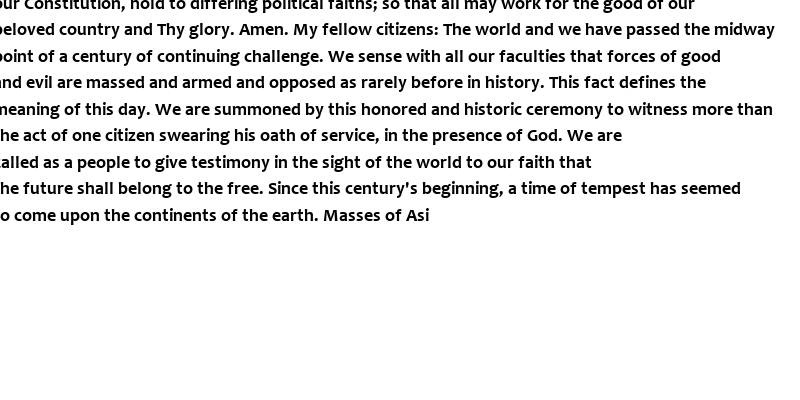 our Constitution, hold to differing political faiths; so that all may work for the good of our
beloved country and Thy glory. Amen. My fellow citizens: The world and we have passed the midway
point of a century of continuing challenge. We sense with all our faculties that forces of good
and evil are massed and armed and opposed as rarely before in history. This fact defines the
meaning of this day. We are summoned by this honored and historic ceremony to witness more than
the act of one citizen swearing his oath of service, in the presence of God. We are
called as a people to give testimony in the sight of the world to our faith that
the future shall belong to the free. Since this century's beginning, a time of tempest has seemed
to come upon the continents of the earth. Masses of Asi